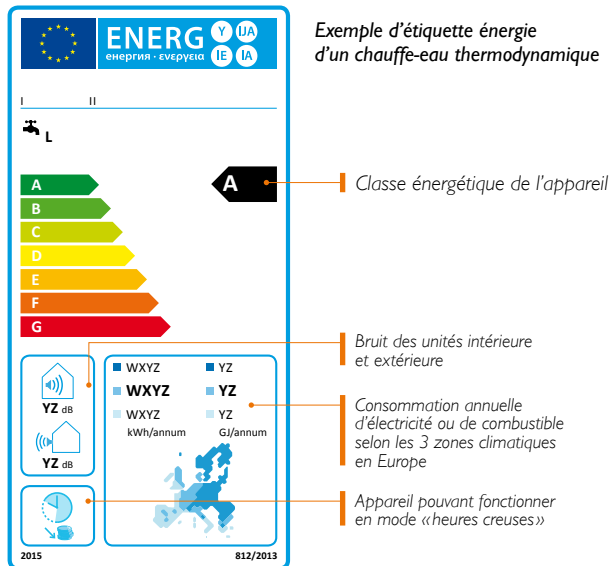 Exemple d'étiquette énergie
d'un chauffe-eau thermodynamique
ENERG Y IJA
енергия · ενεργεια IE IA
I II
L
A
A Classe énergétique de l'appareil
B
C
D
E
F
G
Bruit des unités intérieure
et extérieure
YZ dB
YZ dB
WXYZ YZ
WXYZ YZ
WXYZ YZ
kWh/annum GJ/annum
Consommation annuelle
d'électricité ou de combustible
selon les 3 zones climatiques
en Europe
Appareil pouvant fonctionner
en mode «heures creuses»
2015 812/2013